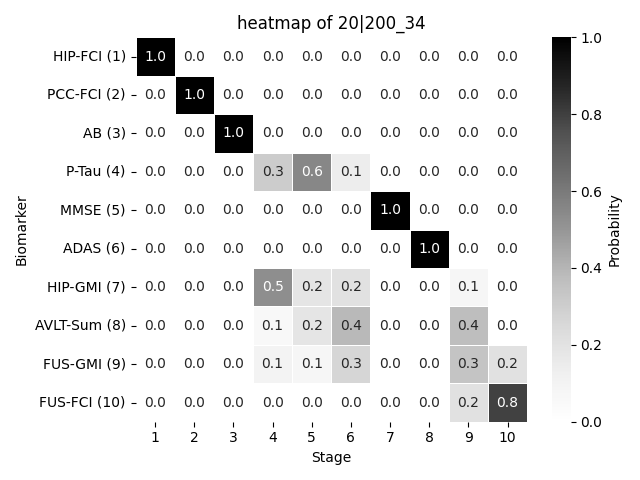 heatmap of 20|200_34
HIP-FCI (1) 1.0 0.0 0.0 0.0 0.0 0.0 0.0 0.0 0.0 0.0
PCC-FCI (2) 0.0 1.0 0.0 0.0 0.0 0.0 0.0 0.0 0.0 0.0
AB (3) 0.0 0.0 1.0 0.0 0.0 0.0 0.0 0.0 0.0 0.0
P-Tau (4) 0.0 0.0 0.0 0.3 0.6 0.1 0.0 0.0 0.0 0.0
MMSE (5) 0.0 0.0 0.0 0.0 0.0 0.0 1.0 0.0 0.0 0.0
ADAS (6) 0.0 0.0 0.0 0.0 0.0 0.0 0.0 1.0 0.0 0.0
HIP-GMI (7) 0.0 0.0 0.0 0.5 0.2 0.2 0.0 0.0 0.1 0.0
AVLT-Sum (8) 0.0 0.0 0.0 0.1 0.2 0.4 0.0 0.0 0.4 0.0
FUS-GMI (9) 0.0 0.0 0.0 0.1 0.1 0.3 0.0 0.0 0.3 0.2
FUS-FCI (10) 0.0 0.0 0.0 0.0 0.0 0.0 0.0 0.0 0.2 0.8
1 2 3 4 5 6 7 8 9 10
Stage
Biomarker
1.0
0.8
0.6
0.4
0.2
0.0
Probability